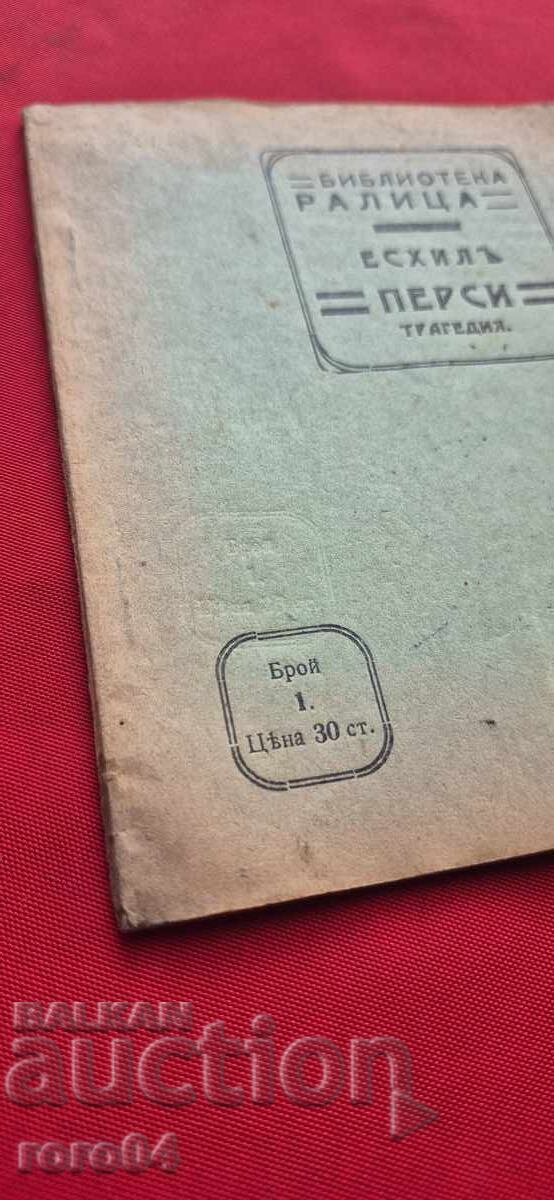 БИБЛИОТЕКА
РАЛИЦА
ЕСХИЛЪ
ПЕРСИ
ТРАГЕДИЯ.
Брой
1.
Цѣна 30 ст.
BALKAN
auction
roro04